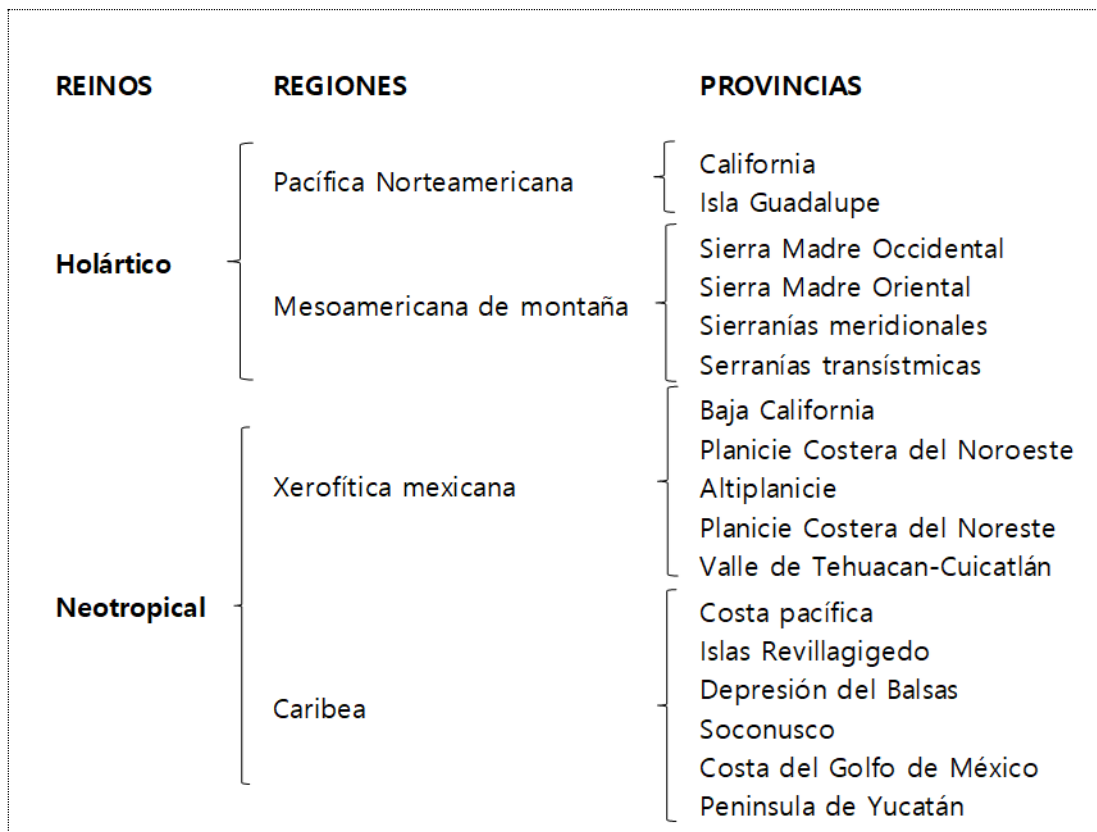 REINOS REGIONES PROVINCIAS
Holártico
Pacífica Norteamericana
California
Isla Guadalupe
Mesoamericana de montaña
Sierra Madre Occidental
Sierra Madre Oriental
Sierranías meridionales
Serranías transístmicas
Neotropical
Xerofítica mexicana
Baja California
Planicie Costera del Noroeste
Altiplanicie
Planicie Costera del Noreste
Valle de Tehuacan-Cuicatlán
Caribea
Costa pacífica
Islas Revillagigedo
Depresión del Balsas
Soconusco
Costa del Golfo de México
Peninsula de Yucatán